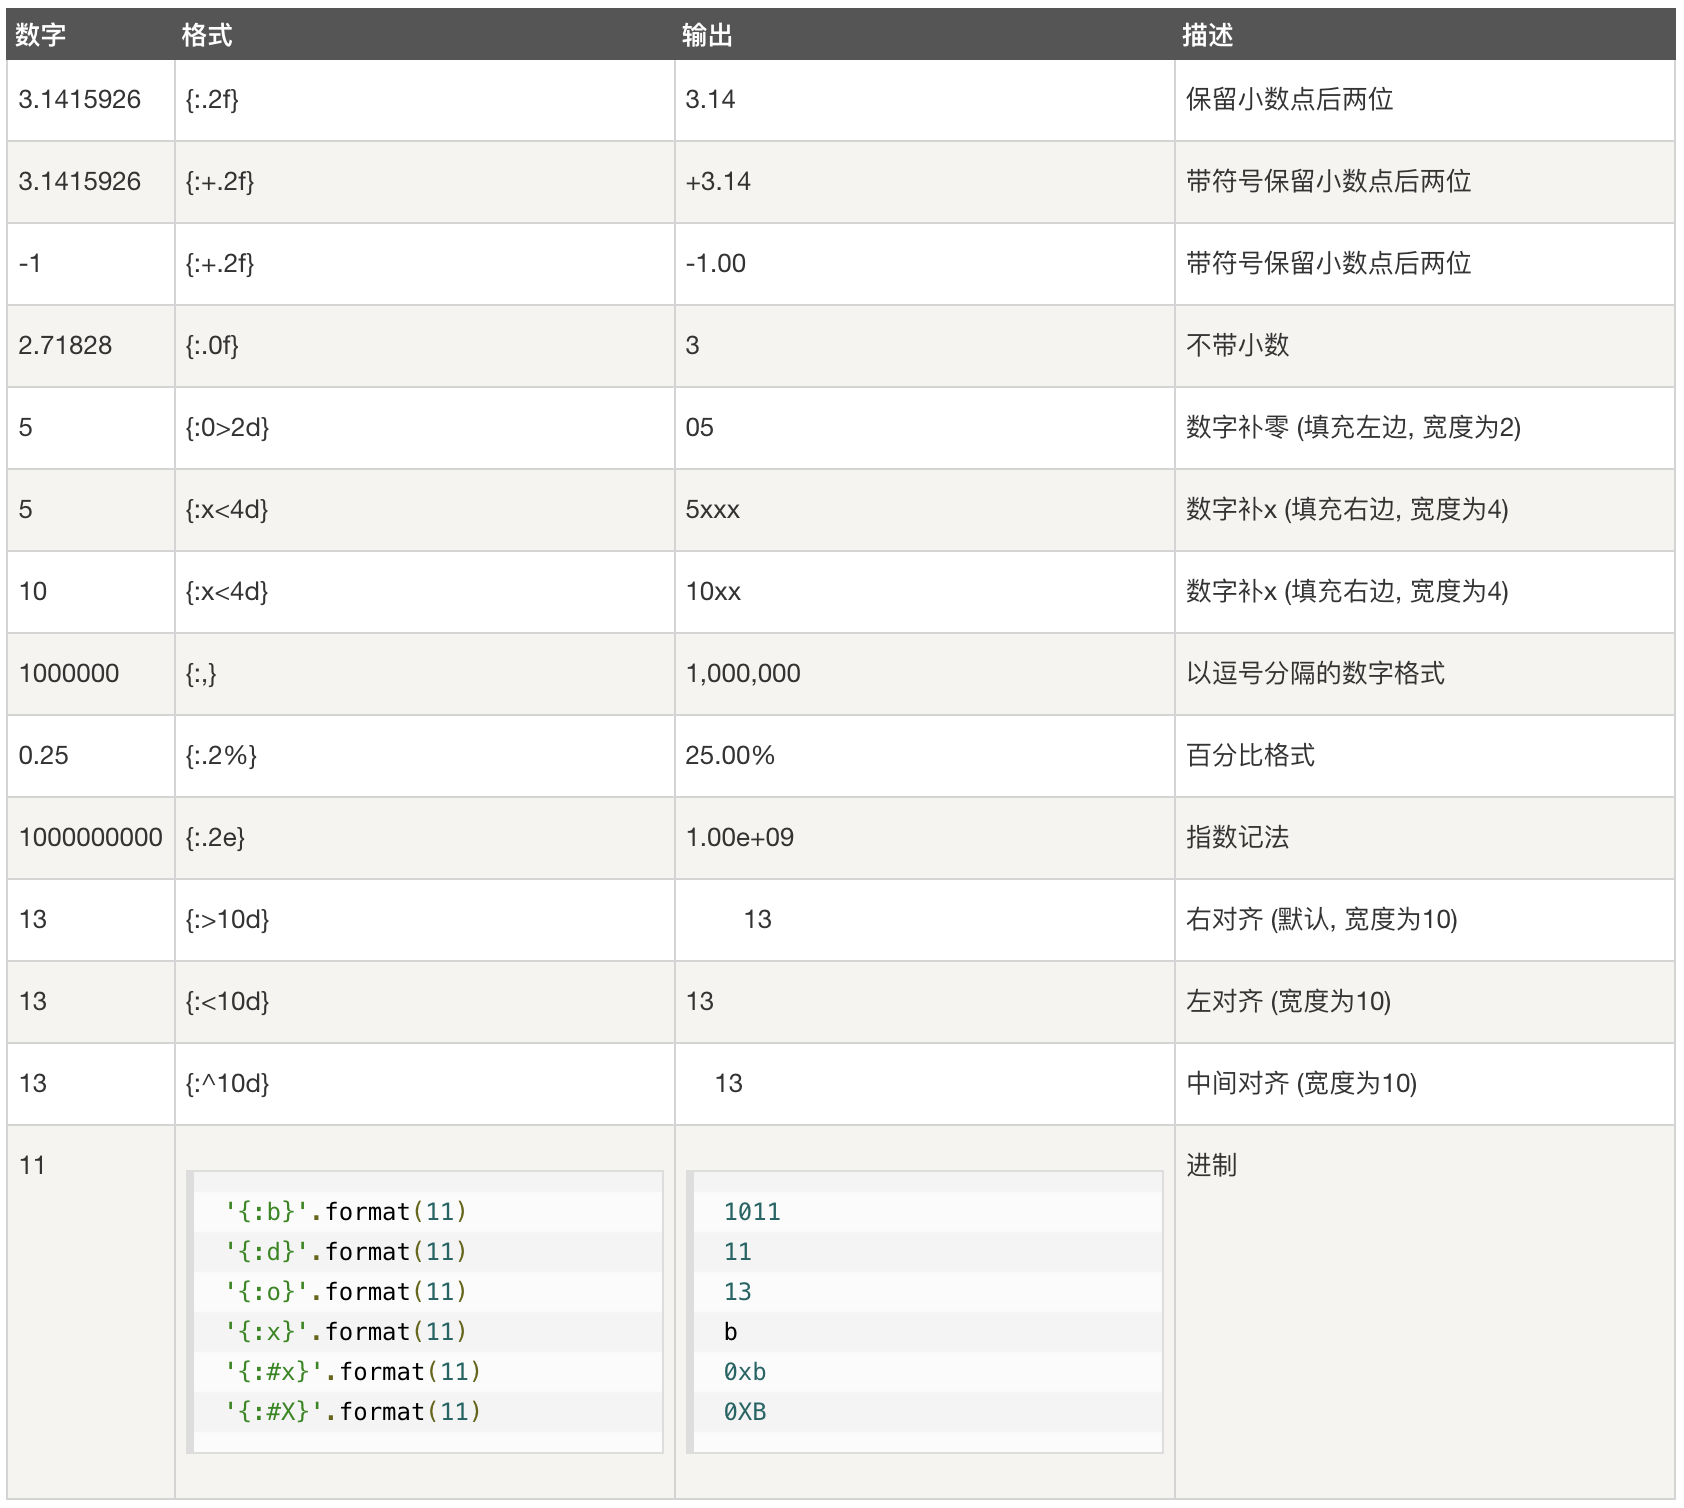 数字 格式 输出 描述
3.1415926 {:.2f} 3.14 保留小数点后两位
3.1415926 {:+.2f} +3.14 带符号保留小数点后两位
-1 {:+.2f} -1.00 带符号保留小数点后两位
2.71828 {:.0f} 3 不带小数
5 {:0>2d} 05 数字补零 (填充左边, 宽度为2)
5 {:x<4d} 5xxx 数字补x (填充右边, 宽度为4)
10 {:x<4d} 10xx 数字补x (填充右边, 宽度为4)
1000000 {:,} 1,000,000 以逗号分隔的数字格式
0.25 {:.2%} 25.00% 百分比格式
1000000000 {:.2e} 1.00e+09 指数记法
13 {:>10d} 13 右对齐 (默认, 宽度为10)
13 {:<10d} 13 左对齐 (宽度为10)
13 {:^10d} 13 中间对齐 (宽度为10)
11 进制
'{:b}'.format(11) 1011
'{:d}'.format(11) 11
'{:o}'.format(11) 13
'{:x}'.format(11) b
'{:#x}'.format(11) 0xb
'{:#X}'.format(11) 0XB